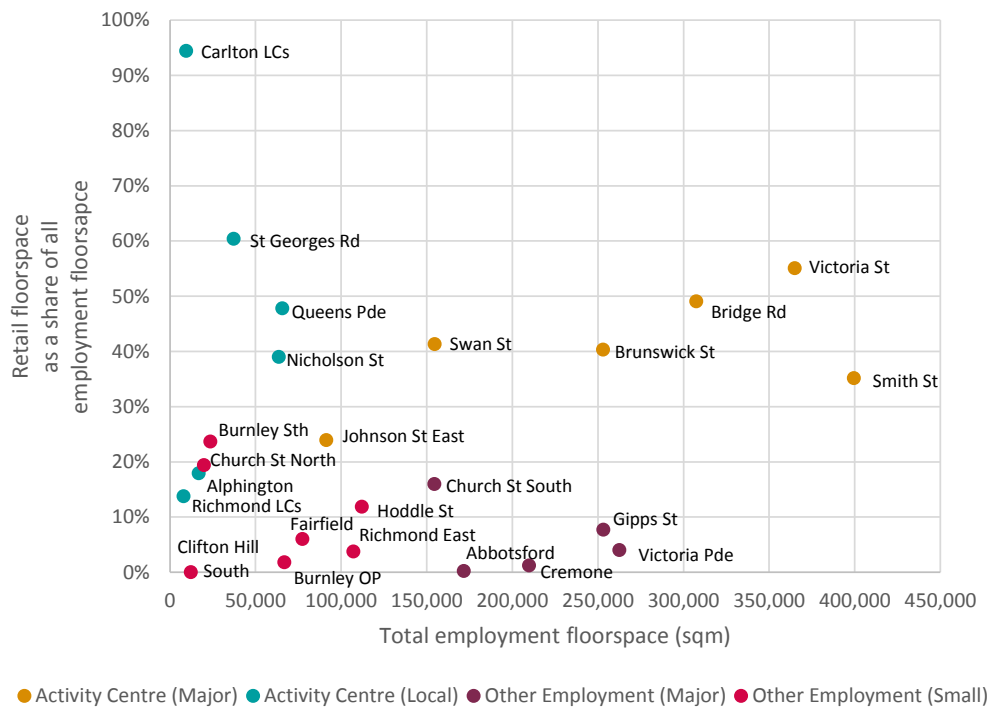 100%
90%
80%
70%
60%
50%
40%
30%
20%
10%
0%
Retail floorspace
as a share of all
employment floorsapce
Carlton LCs
St Georges Rd
Victoria St
Queens Pde
Bridge Rd
Swan St
Brunswick St
Nicholson St
Smith St
Burnley Sth
Johnson St East
Church St North
Alphington
Church St South
Richmond LCs
Hoddle St
Gipps St
Fairfield
Richmond East
Clifton Hill
South
Abbotsford
Victoria Pde
Burnley OP
Cremone
0 50,000 100,000 150,000 200,000 250,000 300,000 350,000 400,000 450,000
Total employment floorspace (sqm)
Activity Centre (Major) Activity Centre (Local) Other Employment (Major) Other Employment (Small)